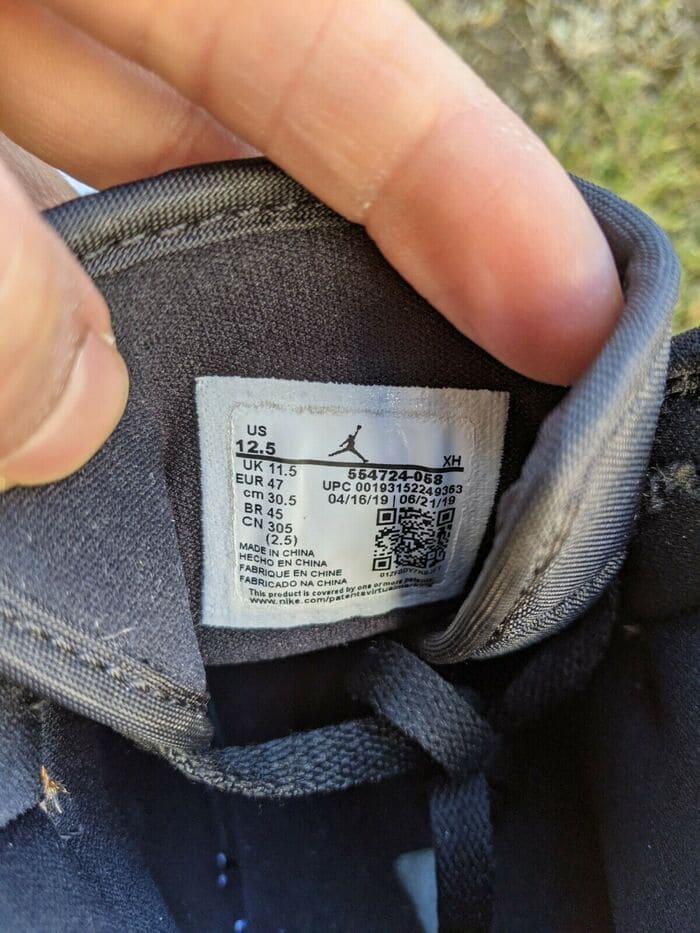 US
12.5
XH
UK 11.5
554724-058
EUR 47
UPC 00193152249363
cm 30.5
04/16/19 | 06/21/19
BR 45
CN 305
(2.5)
MADE IN CHINA
HECHO EN CHINA
FABRIQUE EN CHINE
FABRICADO NA CHINA
This product is covered by one or more patents.
www.nike.com/patentsvirtualmarking